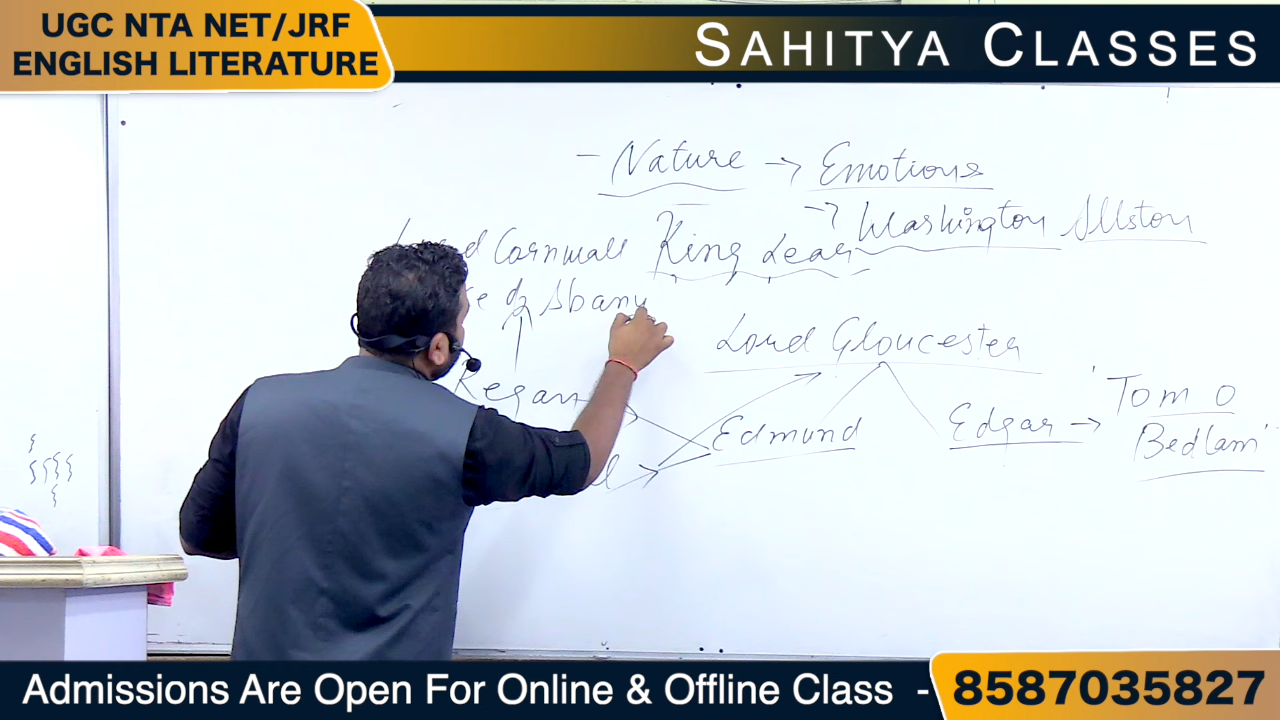 UGC NTA NET/JRF
ENGLISH LITERATURE
SAHITYA CLASSES
- Nature → Emotions
→ Washington Allston
Cornwall King Lear
Abany
Lord Gloucester
Regan
Edmund
Edgar → 'Tom O
Bedlam'
Admissions Are Open For Online & Offline Class - 8587035827